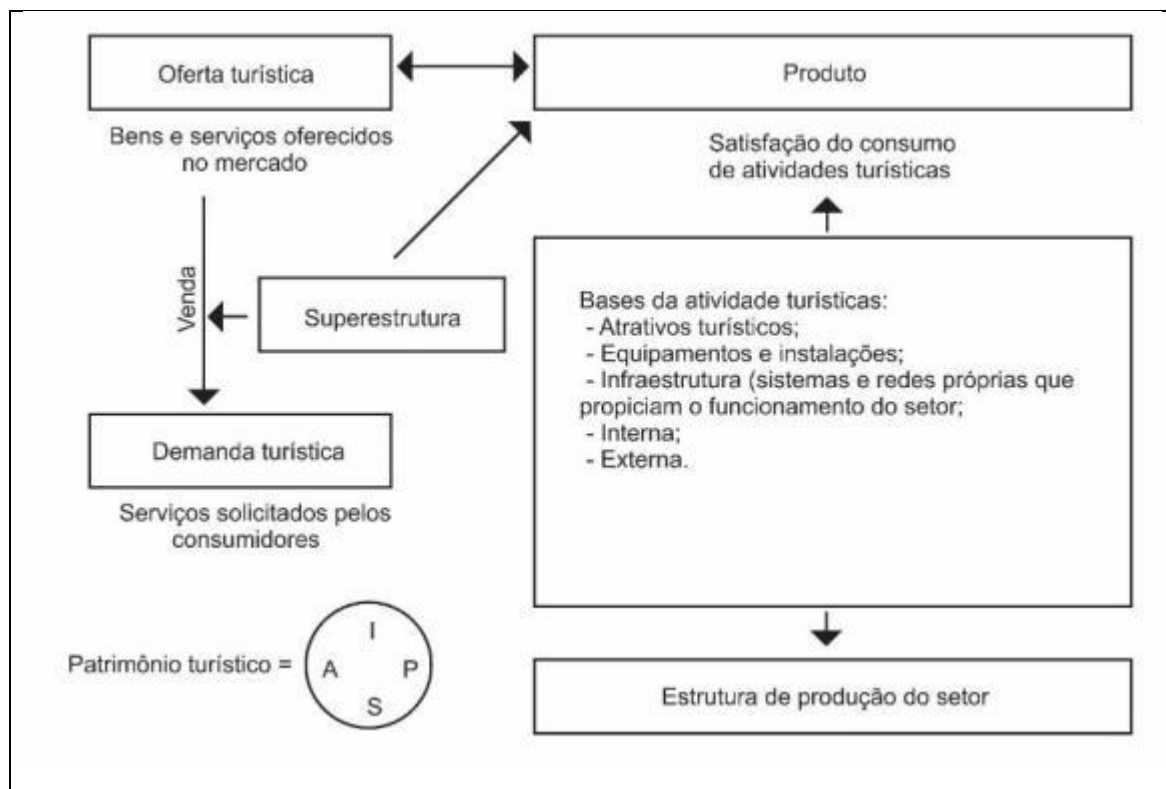 Oferta turística
Produto
Bens e serviços oferecidos
no mercado
Satisfação do consumo
de atividades turísticas
Venda
Superestrutura
Bases da atividade turísticas:
- Atrativos turísticos;
- Equipamentos e instalações;
- Infraestrutura (sistemas e redes próprias que
propiciam o funcionamento do setor;
- Interna;
- Externa.
Demanda turística
Serviços solicitados pelos
consumidores
Patrimônio turístico =
I
A P
S
Estrutura de produção do setor